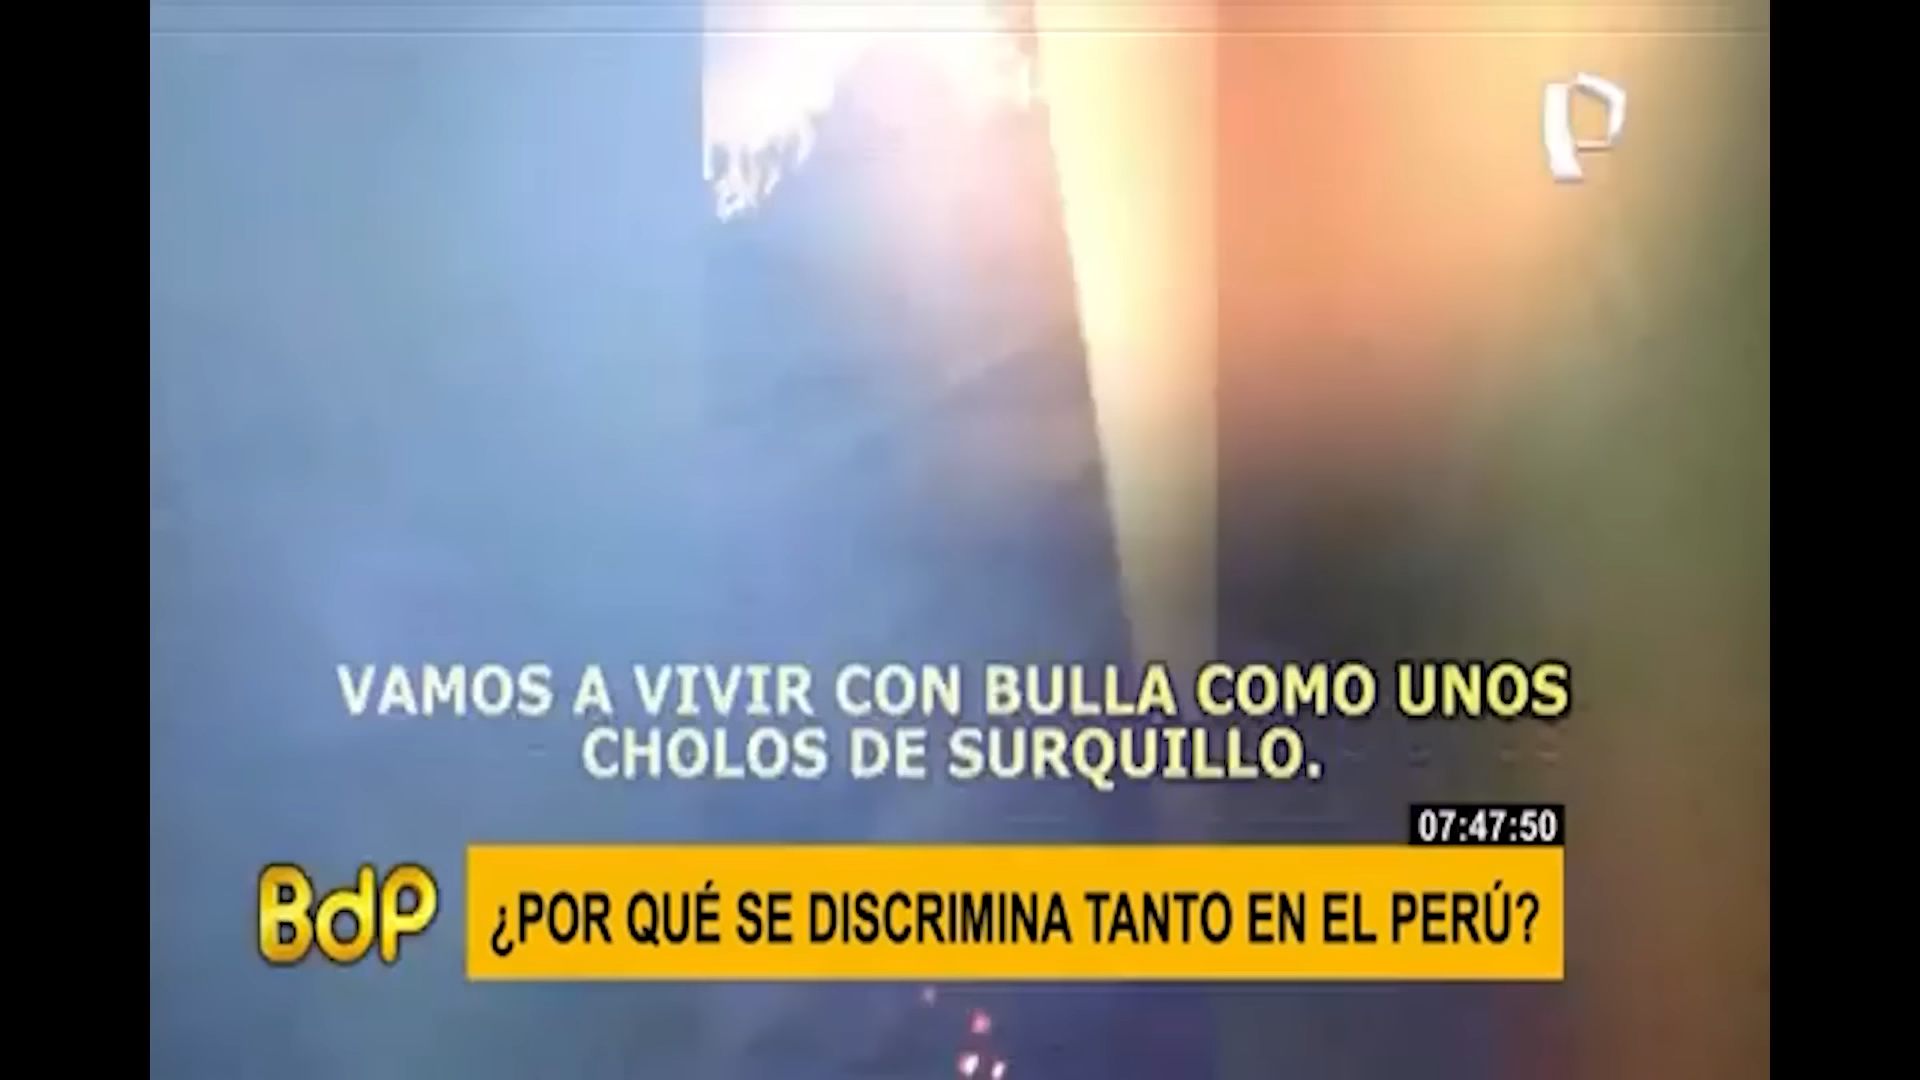 VAMOS A VIVIR CON BULLA COMO UNOS
CHOLOS DE SURQUILLO.
07:47:50
BdP
¿POR QUÉ SE DISCRIMINA TANTO EN EL PERÚ?